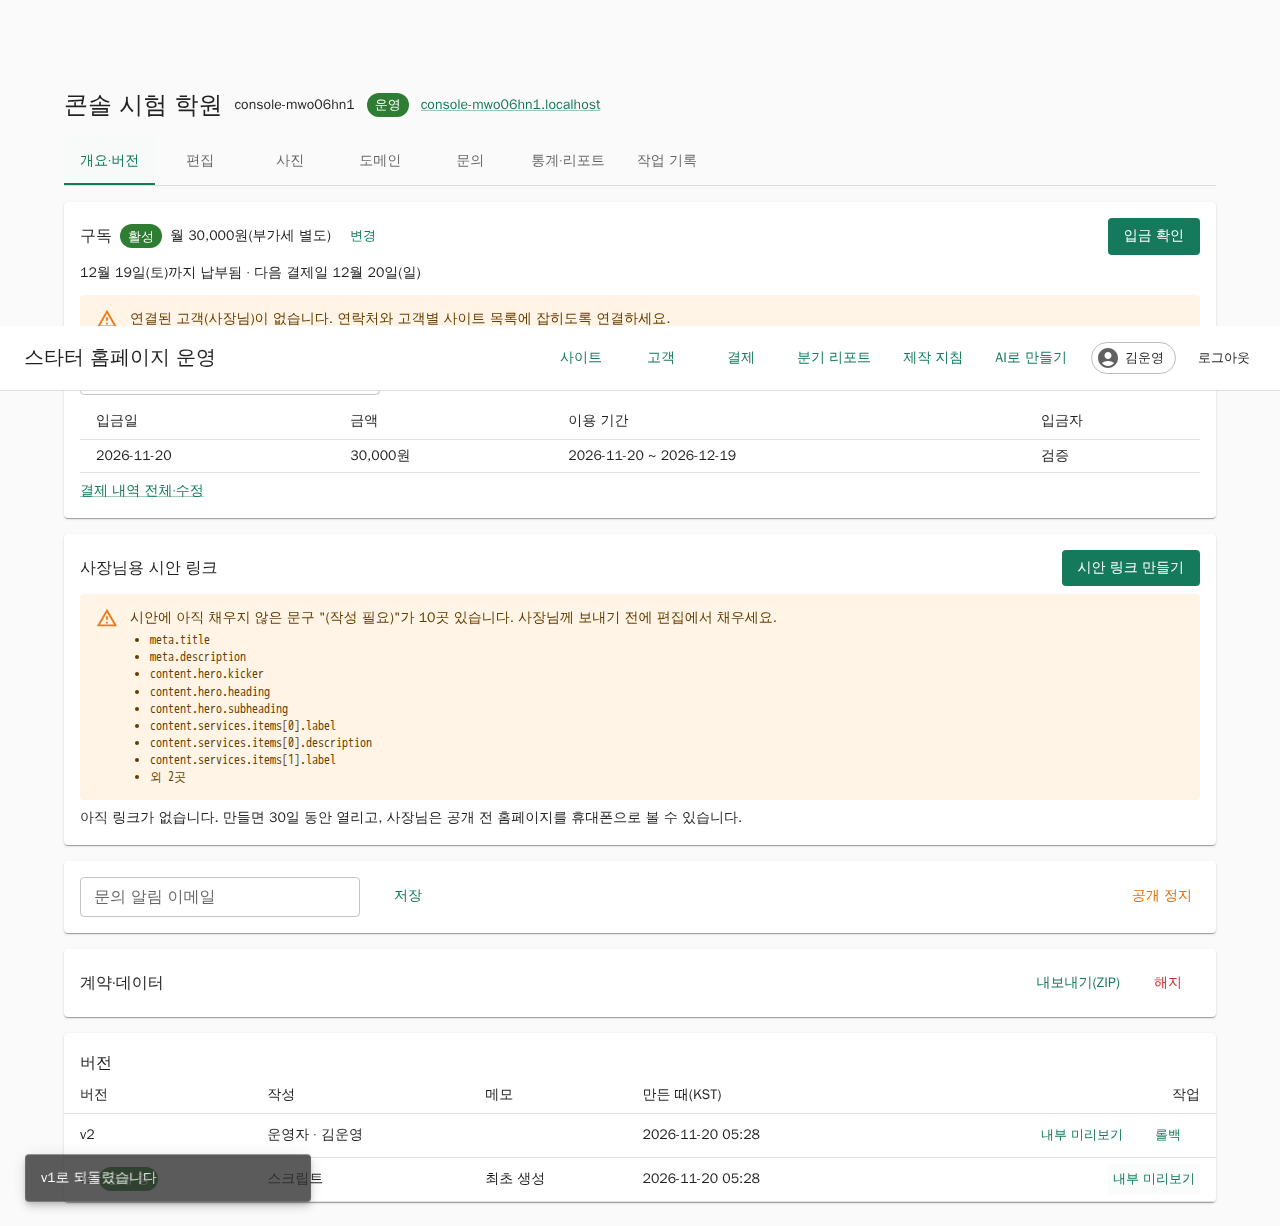 콘솔 시험 학원 console-mwo06hn1 운영 console-mwo06hn1.localhost
개요·버전 편집 사진 도메인 문의 통계·리포트 작업 기록
구독 활성 월 30,000원(부가세 별도) 변경 입금 확인
12월 19일(토)까지 납부됨 · 다음 결제일 12월 20일(일)
연결된 고객(사장님)이 없습니다. 연락처와 고객별 사이트 목록에 잡히도록 연결하세요.
스타터 홈페이지 운영 사이트 고객 결제 분기 리포트 제작 지침 AI로 만들기 김운영 로그아웃
입금일 금액 이용 기간 입금자
2026-11-20 30,000원 2026-11-20 ~ 2026-12-19 검증
결제 내역 전체·수정
사장님용 시안 링크 시안 링크 만들기
시안에 아직 채우지 않은 문구 "(작성 필요)"가 10곳 있습니다. 사장님께 보내기 전에 편집에서 채우세요.
• meta.title
• meta.description
• content.hero.kicker
• content.hero.heading
• content.hero.subheading
• content.services.items[0].label
• content.services.items[0].description
• content.services.items[1].label
• 외 2곳
아직 링크가 없습니다. 만들면 30일 동안 열리고, 사장님은 공개 전 홈페이지를 휴대폰으로 볼 수 있습니다.
문의 알림 이메일 저장 공개 정지
계약·데이터 내보내기(ZIP) 해지
버전
버전 작성 메모 만든 때(KST) 작업
v2 운영자 · 김운영 2026-11-20 05:28 내부 미리보기 롤백
v1로 되돌렸습니다 스크립트 최초 생성 2026-11-20 05:28 내부 미리보기